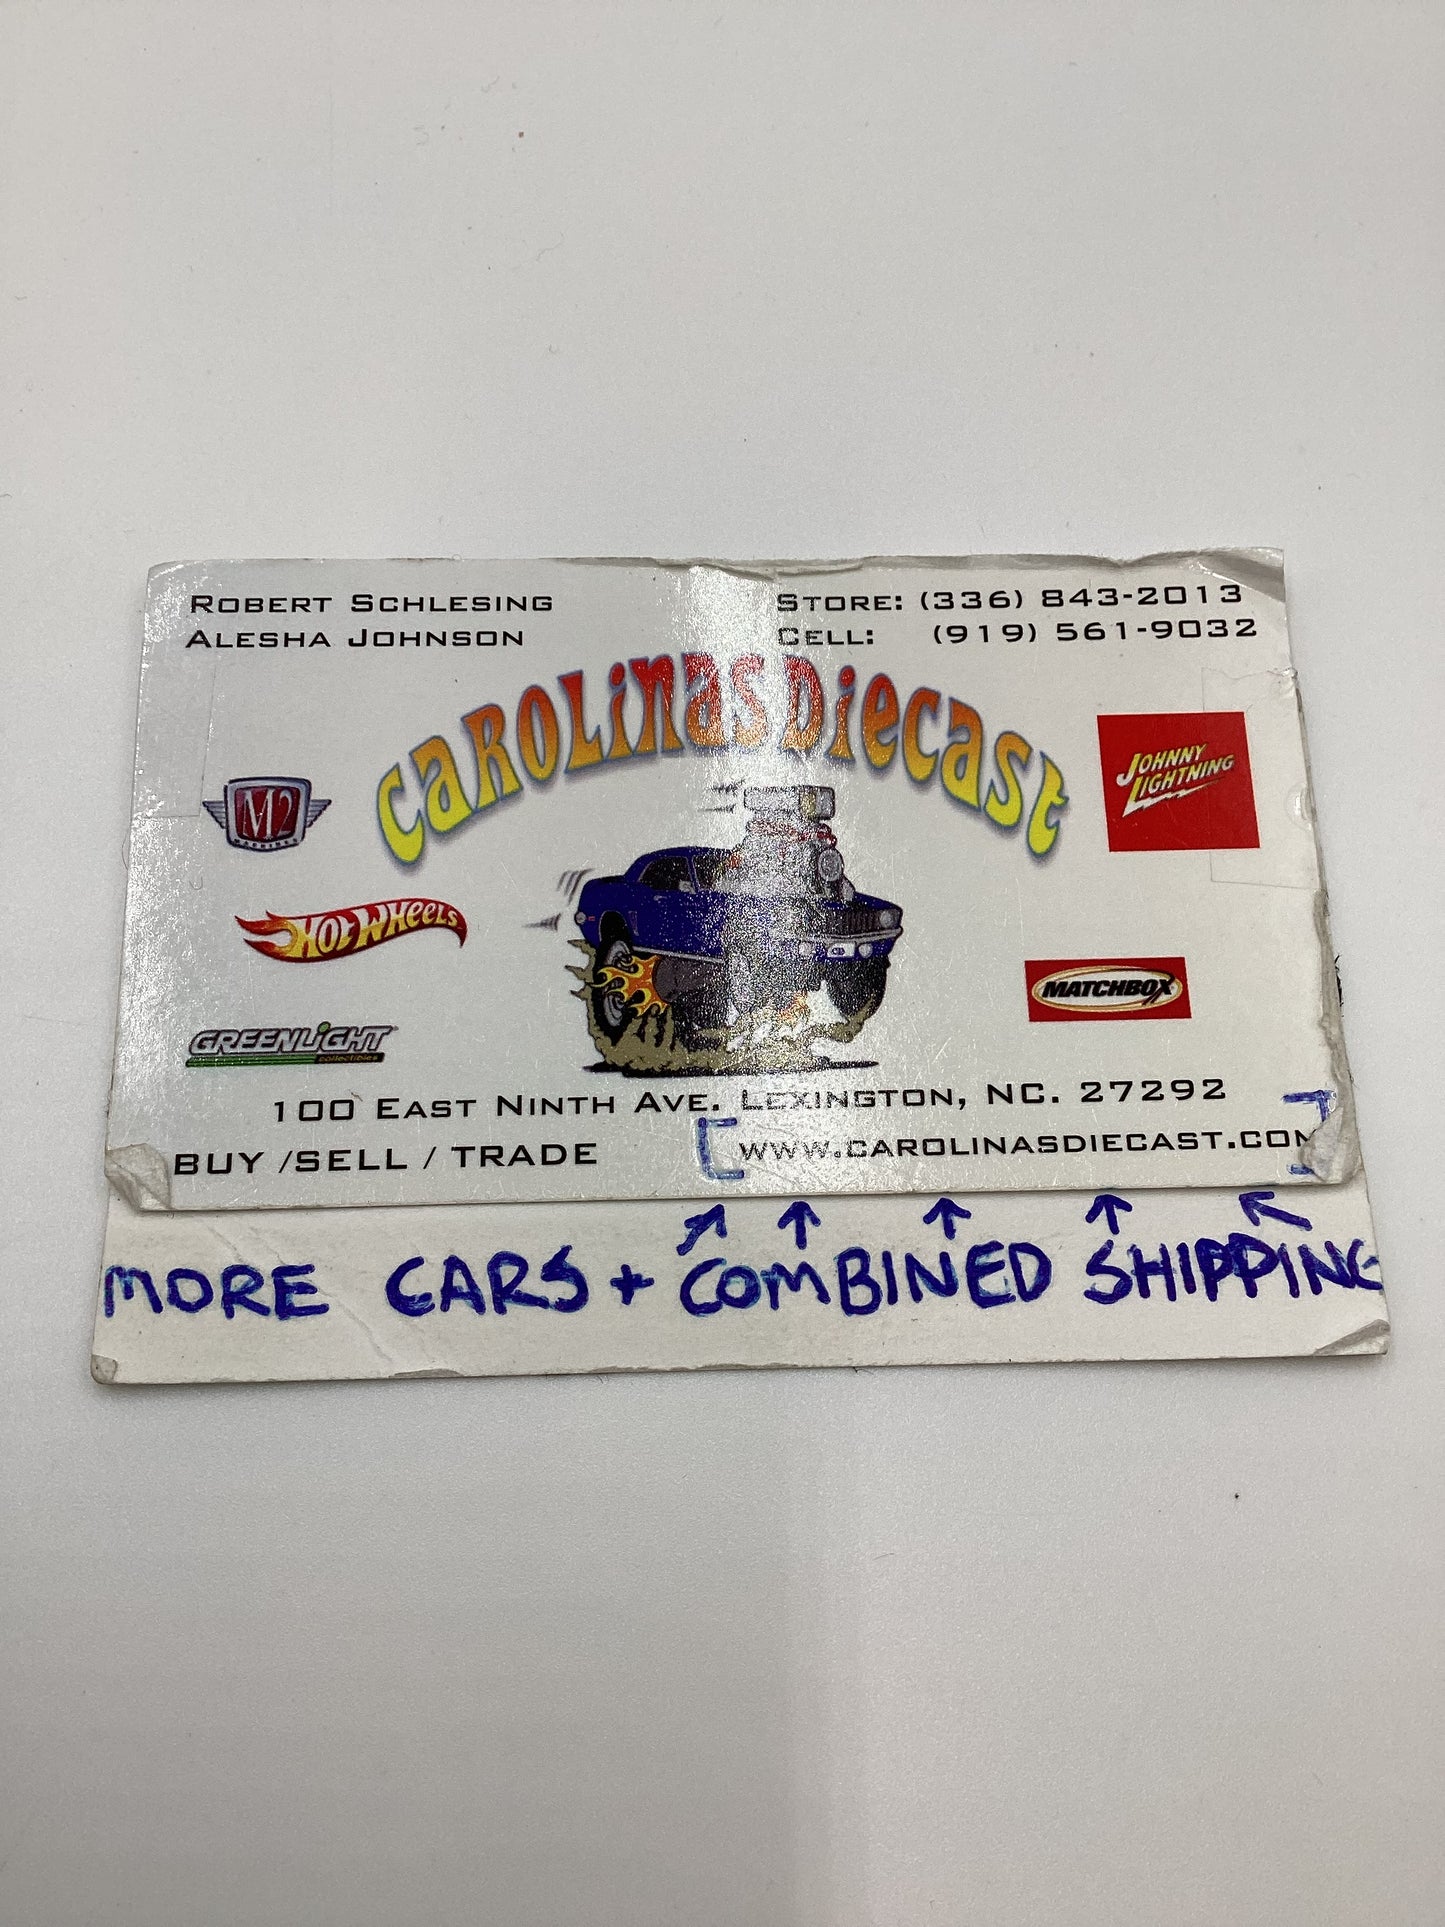 ROBERT SCHLESING
ALESHA JOHNSON
STORE: (336) 843-2013
CELL: (919) 561-9032
CAROLINAS DIECAST
M2
MACHINES
JOHNNY
LIGHTNING
HOT WHEELS
MATCHBOX
GREENLIGHT
collectibles
100 EAST NINTH AVE. LEXINGTON, NC. 27292
BUY /SELL / TRADE
WWW.CAROLINASDIECAST.COM
MORE CARS + COMBINED SHIPPING